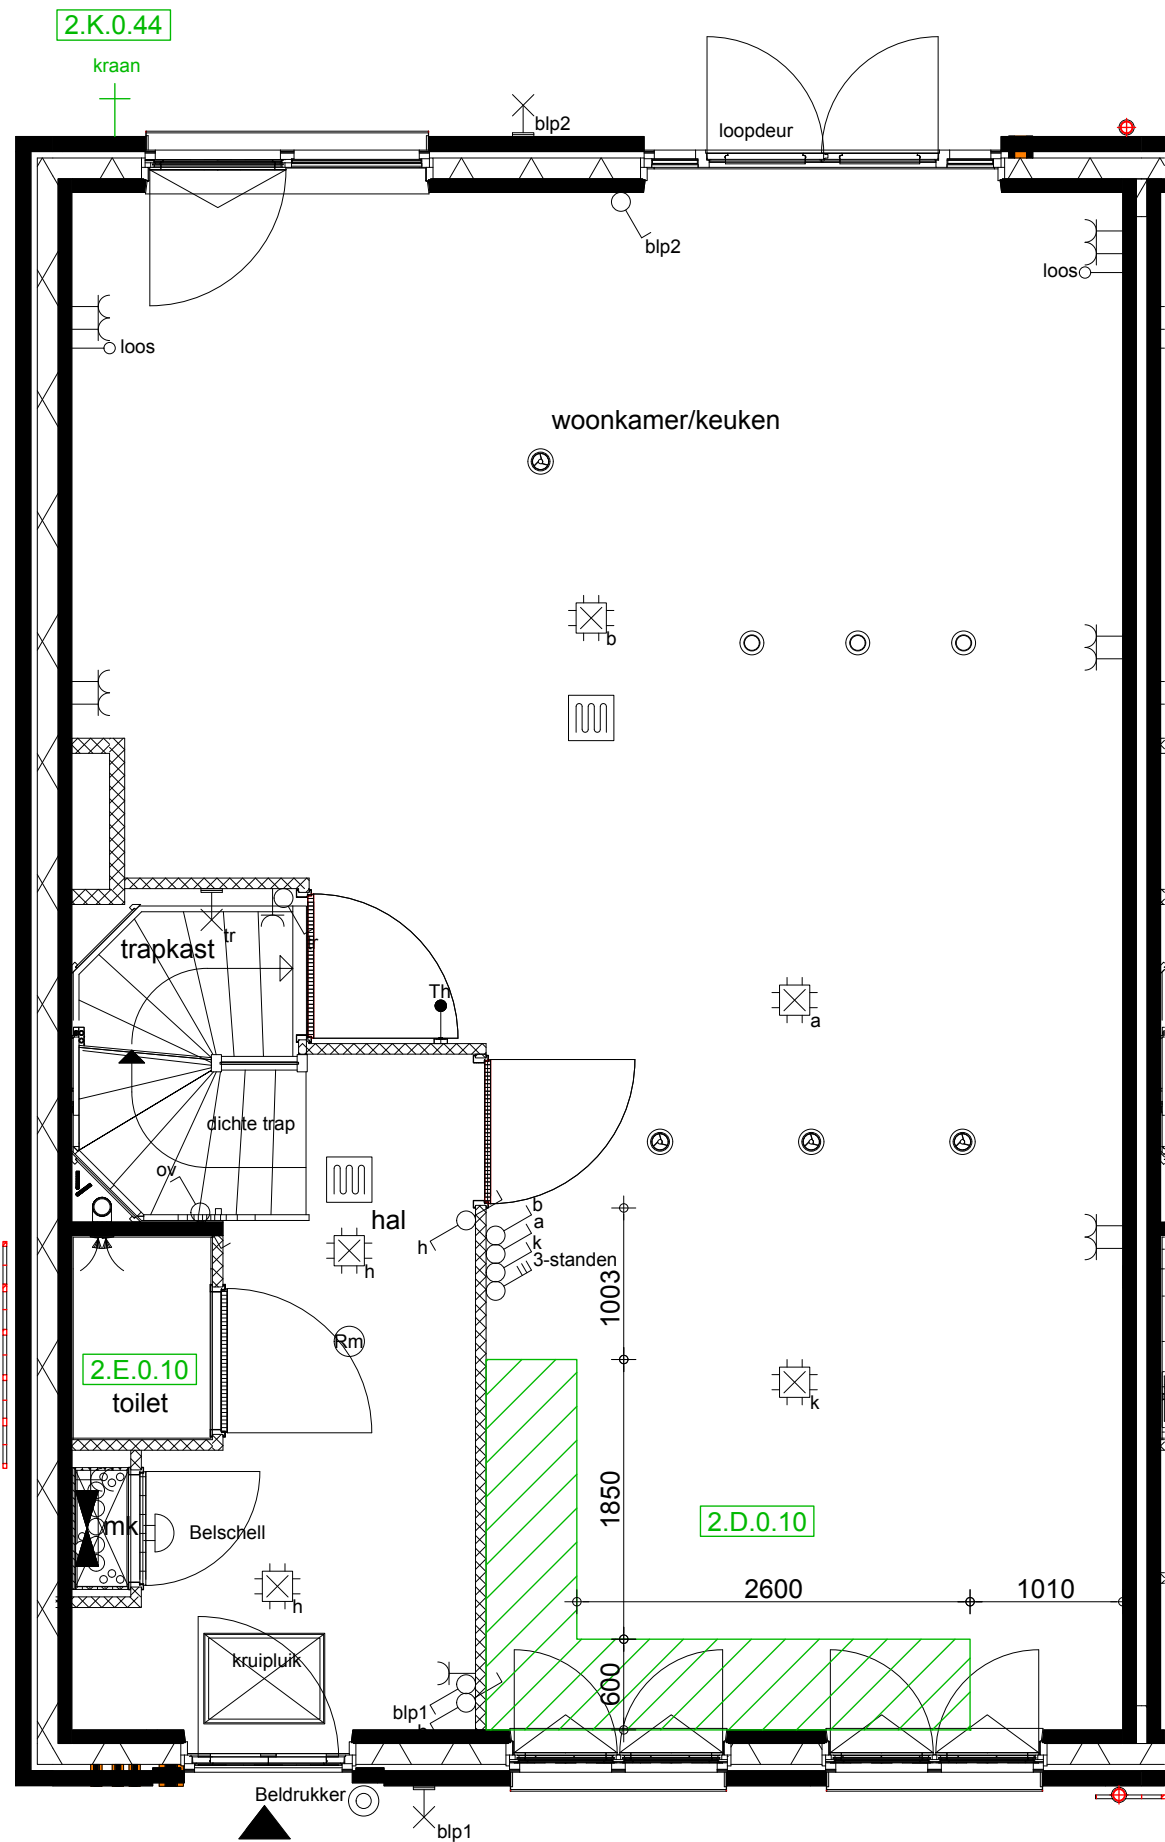 2.K.0.44
kraan
blp2
loopdeur
blp2
loos
loos
woonkamer/keuken
b
trapkast
tr
Th
a
dichte trap
ov
hal
b
a
k
3-standen
h
h
1003
Rm
2.E.0.10
toilet
k
1850
2.D.0.10
mk
Belschell
2600
1010
h
kruipluik
600
blp1
Beldrukker
blp1